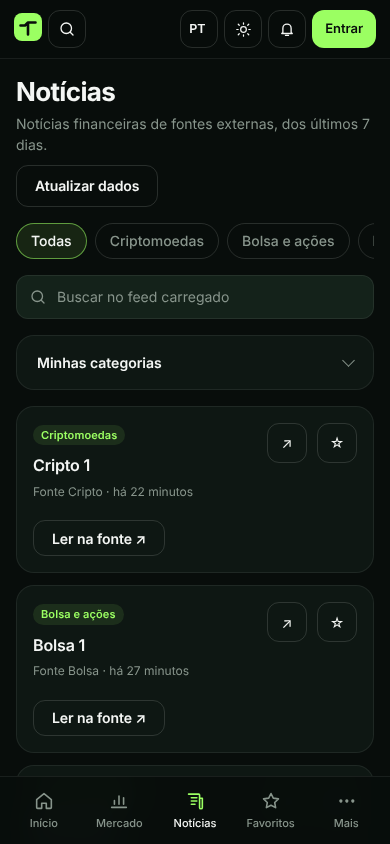 PT
Entrar
Notícias
Notícias financeiras de fontes externas, dos últimos 7
dias.
Atualizar dados
Todas
Criptomoedas
Bolsa e ações
Buscar no feed carregado
Minhas categorias
Criptomoedas
Cripto 1
Fonte Cripto · há 22 minutos
Ler na fonte ↗
Bolsa e ações
Bolsa 1
Fonte Bolsa · há 27 minutos
Ler na fonte ↗
Início
Mercado
Notícias
Favoritos
Mais